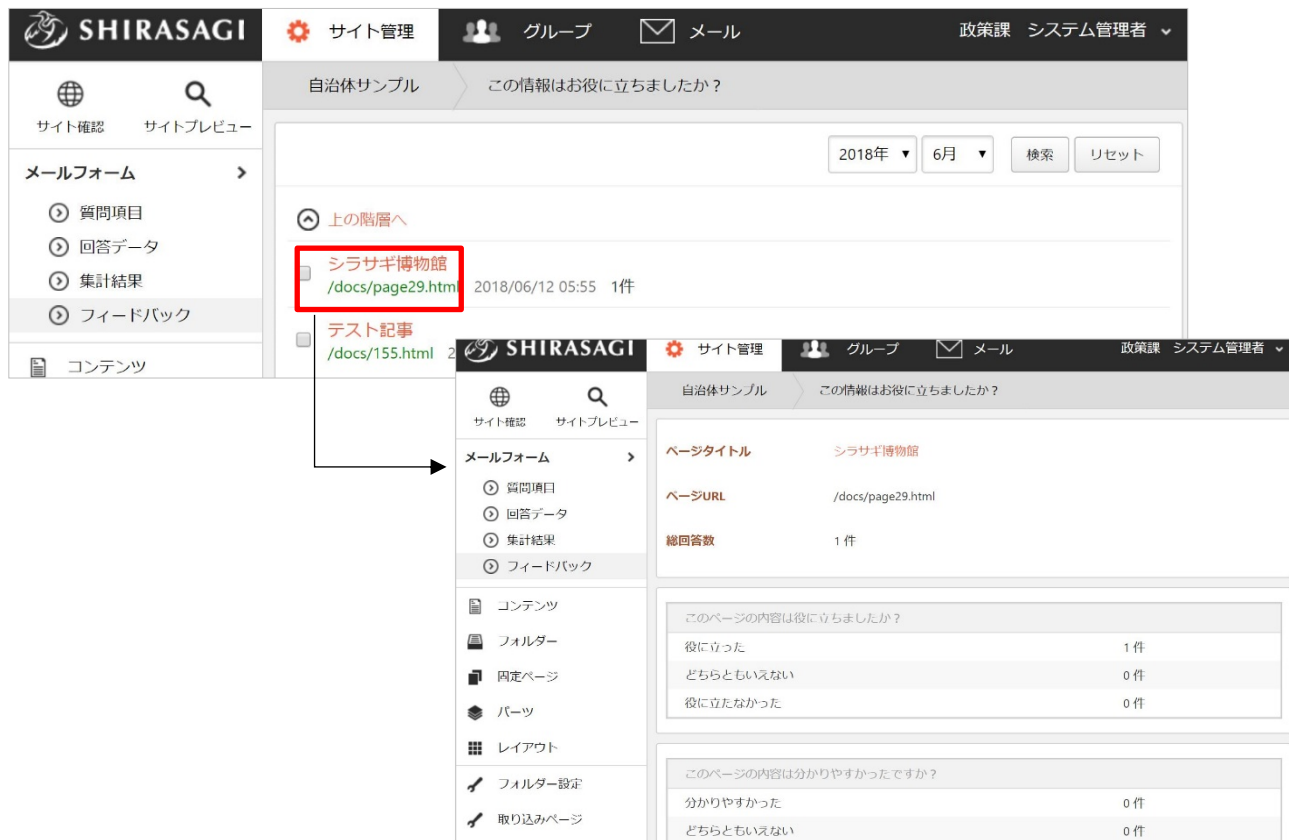 SHIRASAGI サイト管理 グループ メール 政策課 システム管理者
自治体サンプル この情報はお役に立ちましたか?
サイト確認 サイトプレビュー
2018年 6月 検索 リセット
メールフォーム
質問項目
回答データ
集計結果
フィードバック
コンテンツ
上の階層へ
シラサギ博物館
/docs/page29.html 2018/06/12 05:55 1件
テスト記事
/docs/155.html 2
SHIRASAGI サイト管理 グループ メール 政策課 システム管理者
自治体サンプル この情報はお役に立ちましたか?
サイト確認 サイトプレビュー
メールフォーム
質問項目
回答データ
集計結果
フィードバック
コンテンツ
フォルダー
固定ページ
パーツ
レイアウト
フォルダー設定
取り込みページ
ページタイトル シラサギ博物館
ページURL /docs/page29.html
総回答数 1件
このページの内容は役に立ちましたか?
役に立った 1件
どちらともいえない 0件
役に立たなかった 0件
このページの内容は分かりやすかったですか?
分かりやすかった 0件
どちらともいえない 0件